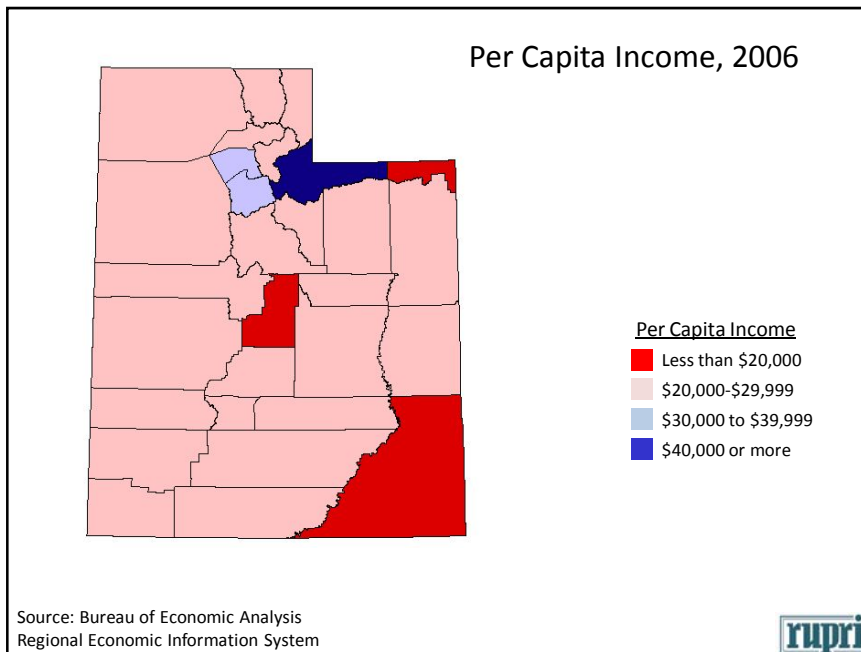 Per Capita Income, 2006
Per Capita Income
Less than $20,000
$20,000-$29,999
$30,000 to $39,999
$40,000 or more
Source: Bureau of Economic Analysis
Regional Economic Information System
rupri